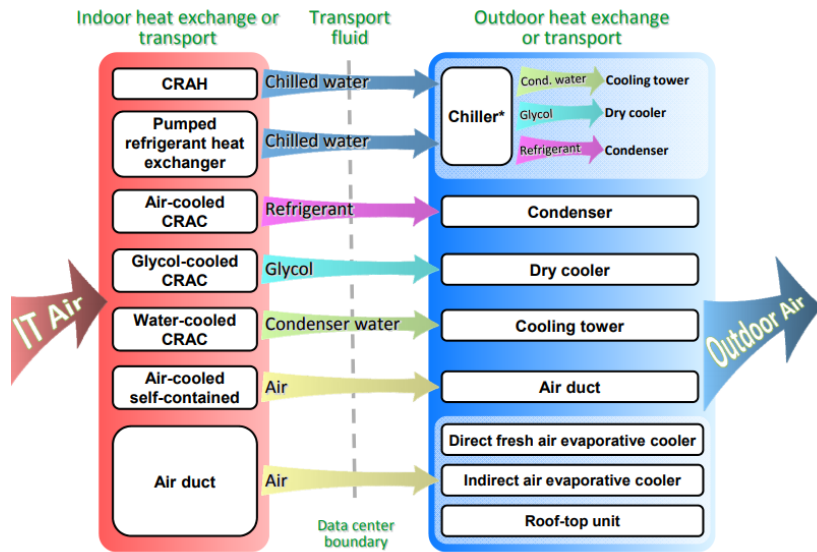 Indoor heat exchange or
transport
Transport
fluid
Outdoor heat exchange
or transport
CRAH
Chilled water
Chiller*
Cond. water
Cooling tower
Glycol
Dry cooler
Refrigerant
Condenser
Pumped
refrigerant heat
exchanger
Chilled water
Air-cooled
CRAC
Refrigerant
Condenser
Glycol-cooled
CRAC
Glycol
Dry cooler
IT Air
Outdoor Air
Water-cooled
CRAC
Condenser water
Cooling tower
Air-cooled
self-contained
Air
Air duct
Air duct
Air
Direct fresh air evaporative cooler
Indirect air evaporative cooler
Roof-top unit
Data center
boundary